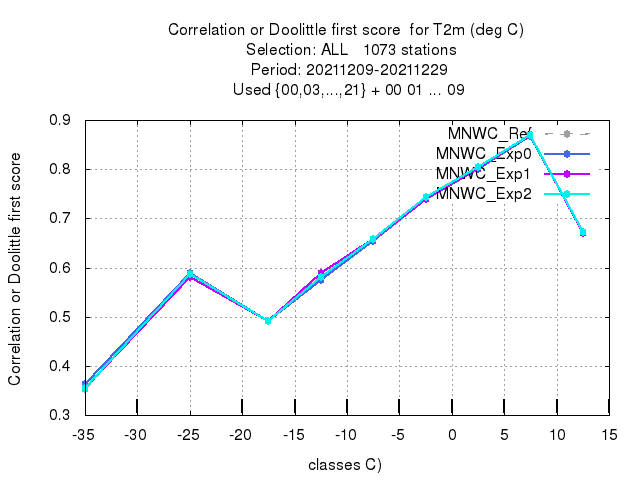 Correlation or Doolittle first score  for T2m (deg C)
Selection: ALL   1073 stations
Period: 20211209-20211229
Used {00,03,...,21} + 00 01 ... 09
Correlation or Doolittle first score
0.9
0.8
0.7
0.6
0.5
0.4
0.3
MNWC_Ref
MNWC_Exp0
MNWC_Exp1
MNWC_Exp2
-35 -30 -25 -20 -15 -10 -5 0 5 10 15
classes C)